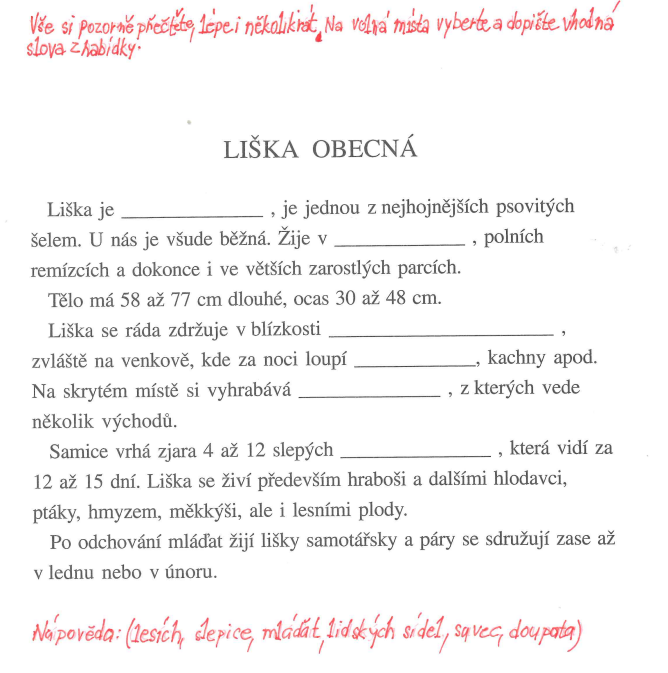 Vše si pozorně přečtěte, lépe i několikrát. Na volná místa vyberte a dopište vhodná
slova z nabídky.
LIŠKA OBECNÁ
Liška je ______________ , je jednou z nejhojnějších psovitých
šelem. U nás je všude běžná. Žije v _____________ , polních
remízcích a dokonce i ve větších zarostlých parcích.
Tělo má 58 až 77 cm dlouhé, ocas 30 až 48 cm.
Liška se ráda zdržuje v blízkosti ______________________ ,
zvláště na venkově, kde za noci loupí ____________, kachny apod.
Na skrytém místě si vyhrabává ______________ , z kterých vede
několik východů.
Samice vrhá zjara 4 až 12 slepých _______________ , která vidí za
12 až 15 dní. Liška se živí především hraboši a dalšími hlodavci,
ptáky, hmyzem, měkkýši, ale i lesními plody.
Po odchování mláďat žijí lišky samotářsky a páry se sdružují zase až
v lednu nebo v únoru.
Nápověda: (lesích, slepice, mláďát, lidských sídel, savec, doupata)